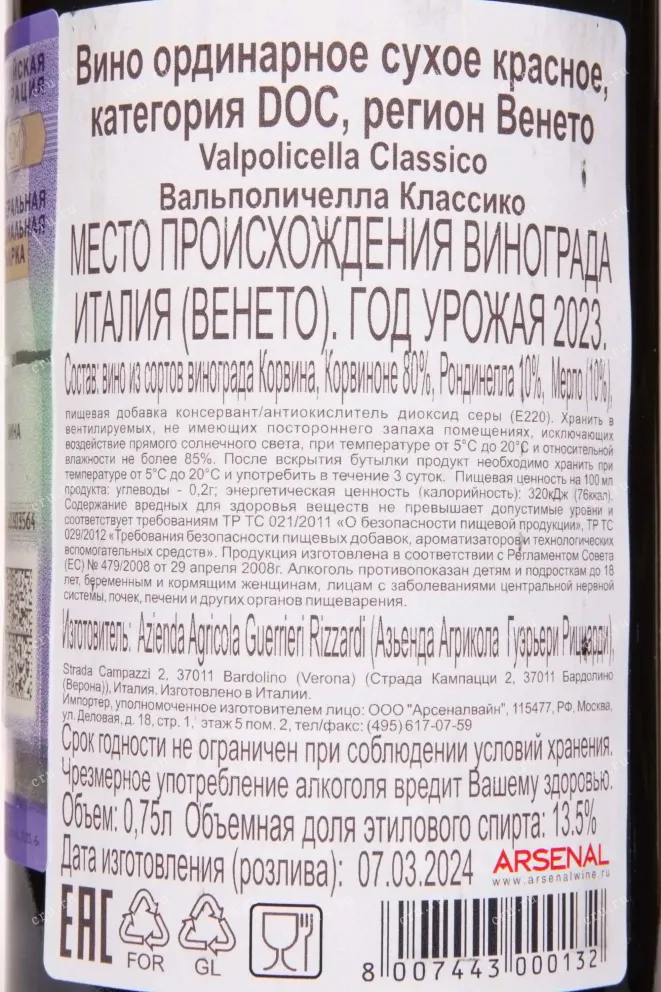 Вино ординарное сухое красное,
категория DOC, регион Венето
Valpolicella Classico
Вальполичелла Классико
МЕСТО ПРОИСХОЖДЕНИЯ ВИНОГРАДА
ИТАЛИЯ (ВЕНЕТО). ГОД УРОЖАЯ 2023.
Состав: вино из сортов винограда Корвина, Корвиноне 80%, Рондинелла 10%, Мерло (10%),
пищевая добавка консервант/антиокислитель диоксид серы (Е220). Хранить в
вентилируемых, не имеющих постороннего запаха помещениях, исключающих
воздействие прямого солнечного света, при температуре от 5°С до 20°С и относительной
влажности не более 85%. После вскрытия бутылки продукт необходимо хранить при
температуре от 5°С до 20°С и употребить в течение 3 суток. Пищевая ценность на 100 мл
продукта: углеводы - 0,2г; энергетическая ценность (калорийность): 320кДж (76ккал).
Содержание вредных для здоровья веществ не превышает допустимые уровни и
соответствует требованиям ТР ТС 021/2011 «О безопасности пищевой продукции», ТР ТС
029/2012 «Требования безопасности пищевых добавок, ароматизаторов и технологических
вспомогательных средств». Продукция изготовлена в соответствии с Регламентом Совета
(ЕС) № 479/2008 от 29 апреля 2008г. Алкоголь противопоказан детям и подросткам до 18
лет, беременным и кормящим женщинам, лицам с заболеваниями центральной нервной
системы, почек, печени и других органов пищеварения.
Изготовитель: Azienda Agricola Guerrieri Rizzardi (Азьенда Агрикола Гуэрьери Риццарди),
Strada Campazzi 2, 37011 Bardolino (Verona) (Страда Кампацци 2, 37011 Бардолино
(Верона)), Италия. Изготовлено в Италии.
Импортер, уполномоченное изготовителем лицо: ООО "Арсеналвайн", 115477, РФ, Москва,
ул. Деловая, д. 18, стр. 1, этаж 5 пом. 2, тел/факс: (495) 617-07-59
Срок годности не ограничен при соблюдении условий хранения.
Чрезмерное употребление алкоголя вредит Вашему здоровью.
Объем: 0,75л Объемная доля этилового спирта: 13.5%
Дата изготовления (розлива): 07.03.2024
ARSENAL
www.arsenalwine.ru
EAC
FOR
GL
8 007443 000132